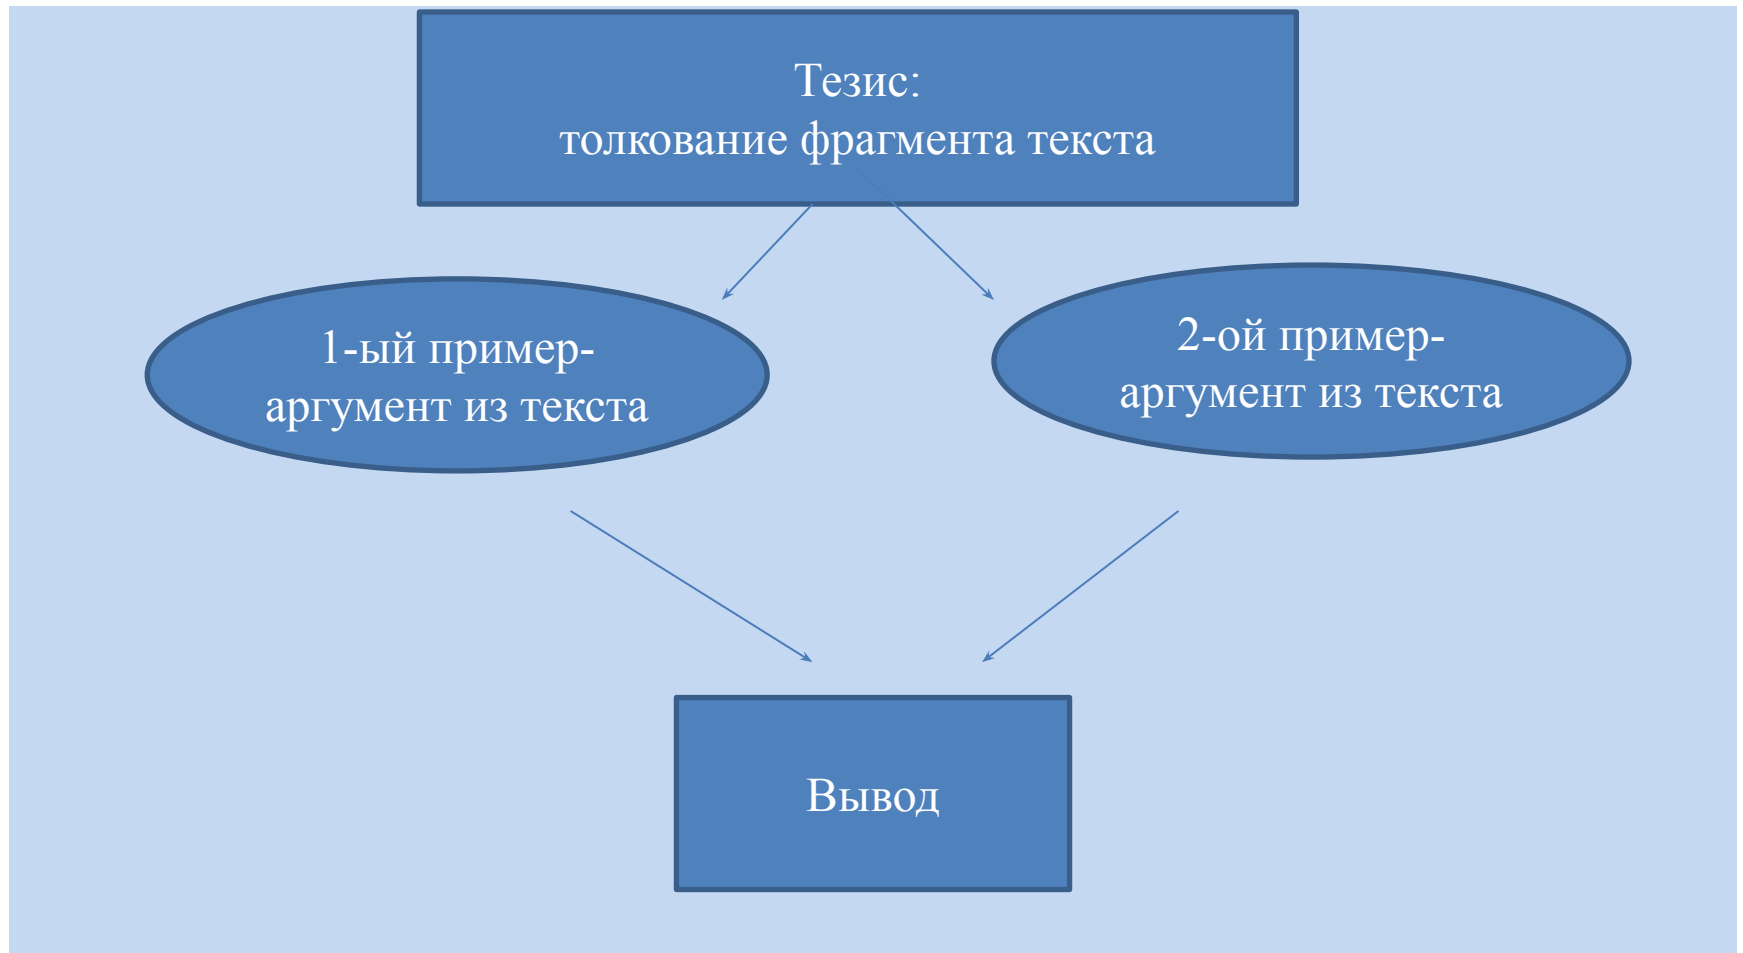 Тезис:
толкование фрагмента текста
1-ый пример-
аргумент из текста
2-ой пример-
аргумент из текста
Вывод